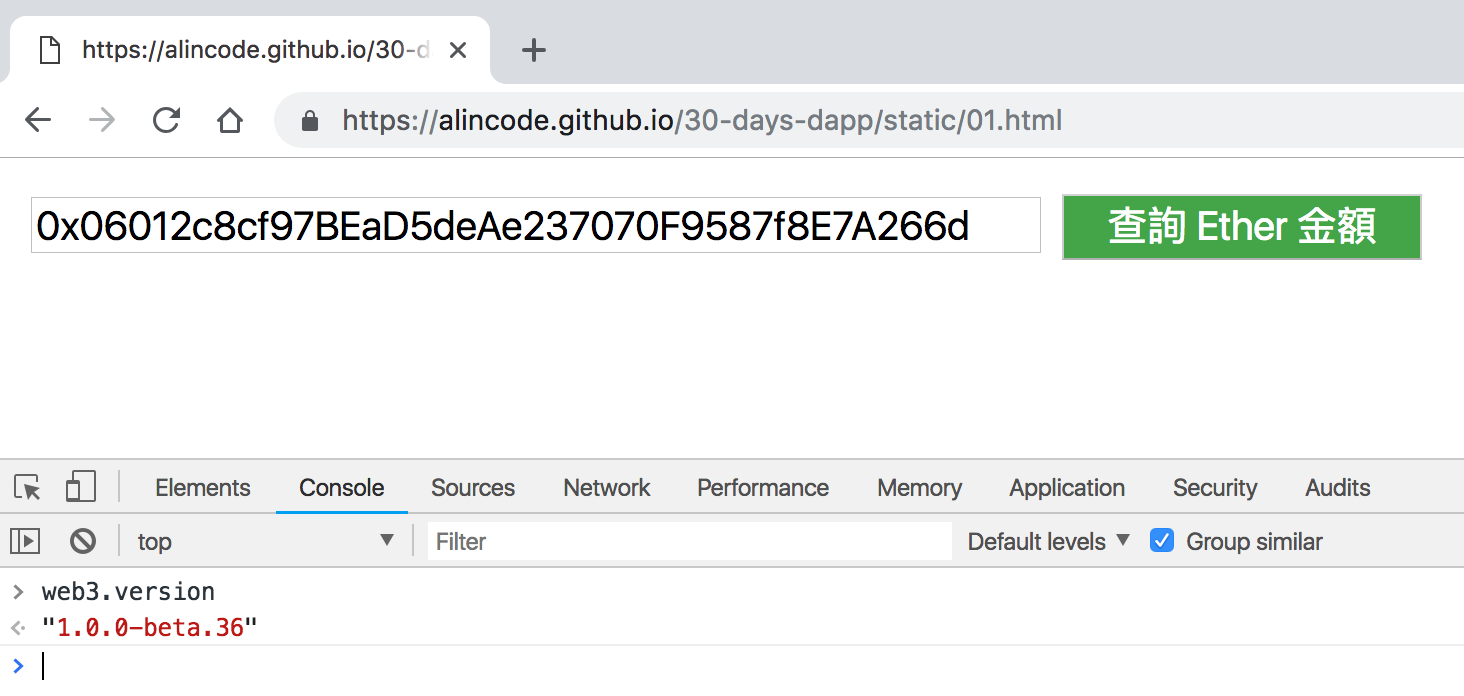 https://alincode.github.io/30-d
https://alincode.github.io/30-days-dapp/static/01.html
0x06012c8cf97BEaD5deAe237070F9587f8E7A266d 查詢 Ether 金額
Elements Console Sources Network Performance Memory Application Security Audits
top Filter Default levels Group similar
web3.version
"1.0.0-beta.36"